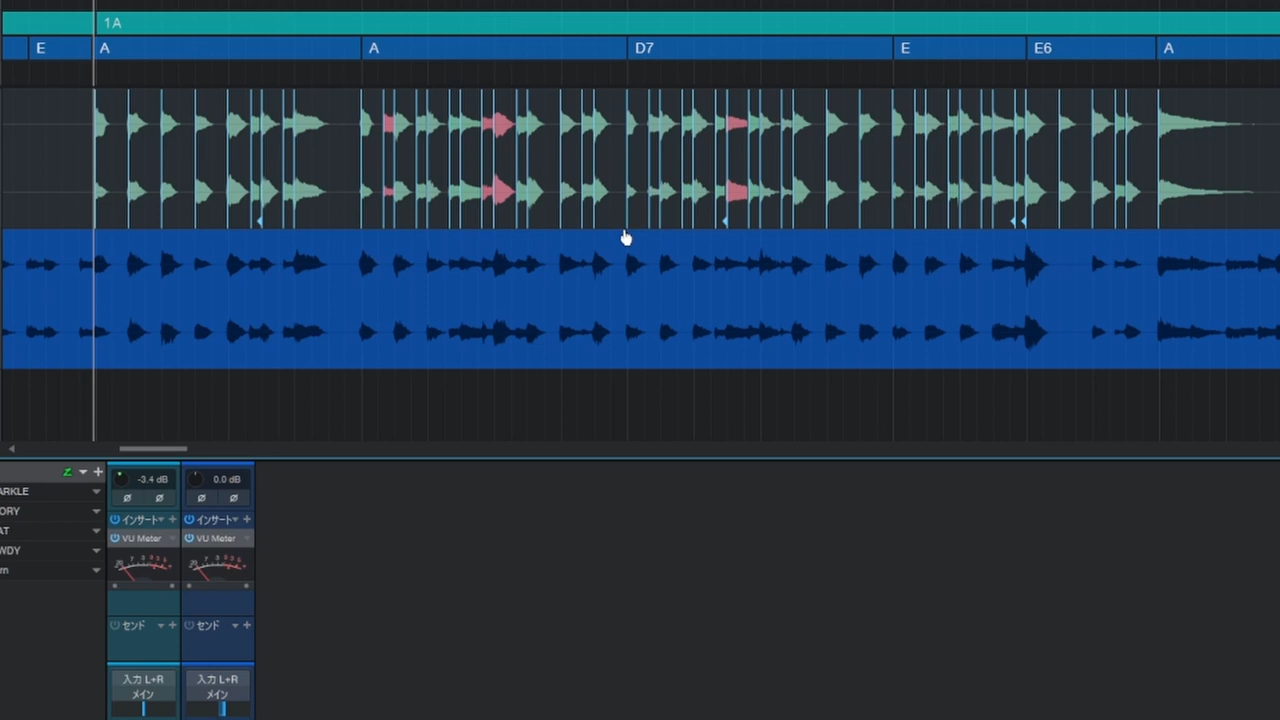 1 A
E A A D7 E E6 A
Z
ARKLE
ORY
AT
WDY
rn
-3.4 dB 0.0 dB
Ø Ø Ø Ø
インサート インサート
VU Meter VU Meter
センド センド
入力 L+R 入力 L+R
メイン メイン